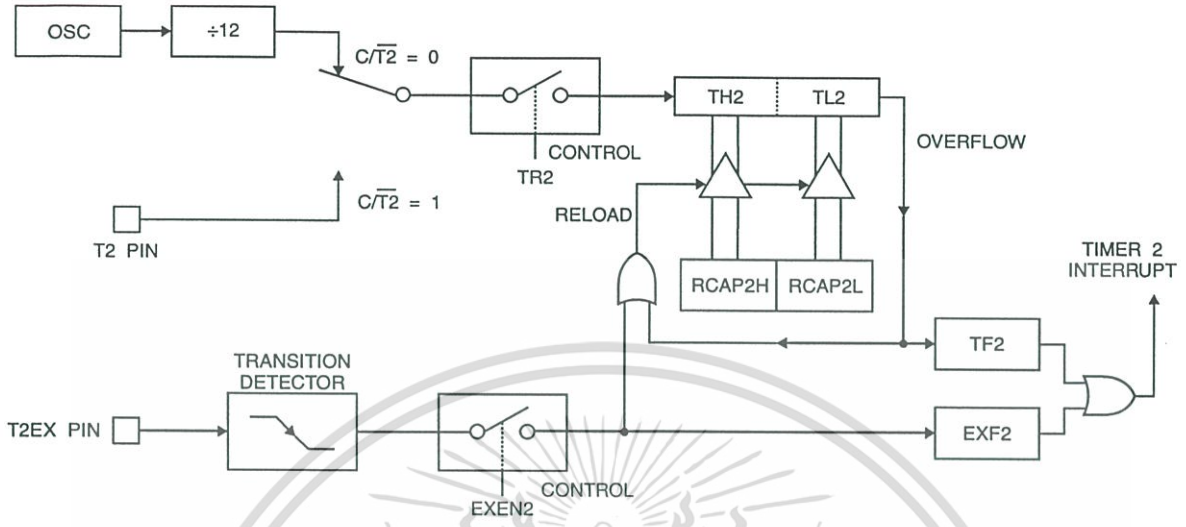 OSC
÷12
C/T2̅ = 0
TH2
TL2
OVERFLOW
CONTROL
TR2
C/T2̅ = 1
T2 PIN
RELOAD
RCAP2H
RCAP2L
TIMER 2
INTERRUPT
TF2
TRANSITION
DETECTOR
T2EX PIN
EXF2
CONTROL
EXEN2